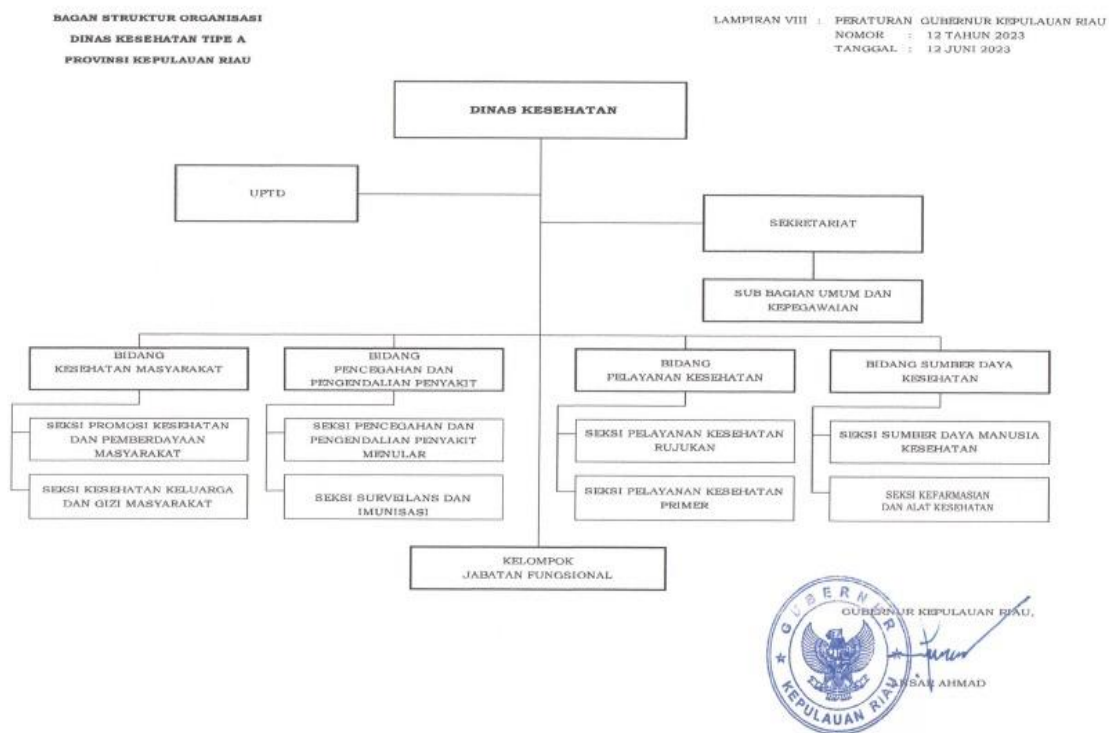 BAGAN STRUKTUR ORGANISASI
DINAS KESEHATAN TIPE A
PROVINSI KEPULAUAN RIAU
LAMPIRAN VIII : PERATURAN GUBERNUR KEPULAUAN RIAU
NOMOR : 12 TAHUN 2023
TANGGAL : 12 JUNI 2023
DINAS KESEHATAN
UPTD
SEKRETARIAT
SUB BAGIAN UMUM DAN
KEPEGAWAIAN
BIDANG
KESEHATAN MASYARAKAT
BIDANG
PENCEGAHAN DAN
PENGENDALIAN PENYAKIT
BIDANG
PELAYANAN KESEHATAN
BIDANG SUMBER DAYA
KESEHATAN
SEKSI PROMOSI KESEHATAN
DAN PEMBERDAYAAN
MASYARAKAT
SEKSI PENCEGAHAN DAN
PENGENDALIAN PENYAKIT
MENULAR
SEKSI PELAYANAN KESEHATAN
RUJUKAN
SEKSI SUMBER DAYA MANUSIA
KESEHATAN
SEKSI KESEHATAN KELUARGA
DAN GIZI MASYARAKAT
SEKSI SURVEILANS DAN
IMUNISASI
SEKSI PELAYANAN KESEHATAN
PRIMER
SEKSI KEFARMASIAN
DAN ALAT KESEHATAN
KELOMPOK
JABATAN FUNGSIONAL
GUBERNUR KEPULAUAN RIAU,
ANSAR AHMAD
GUBERNUR
KEPULAUAN RIAU